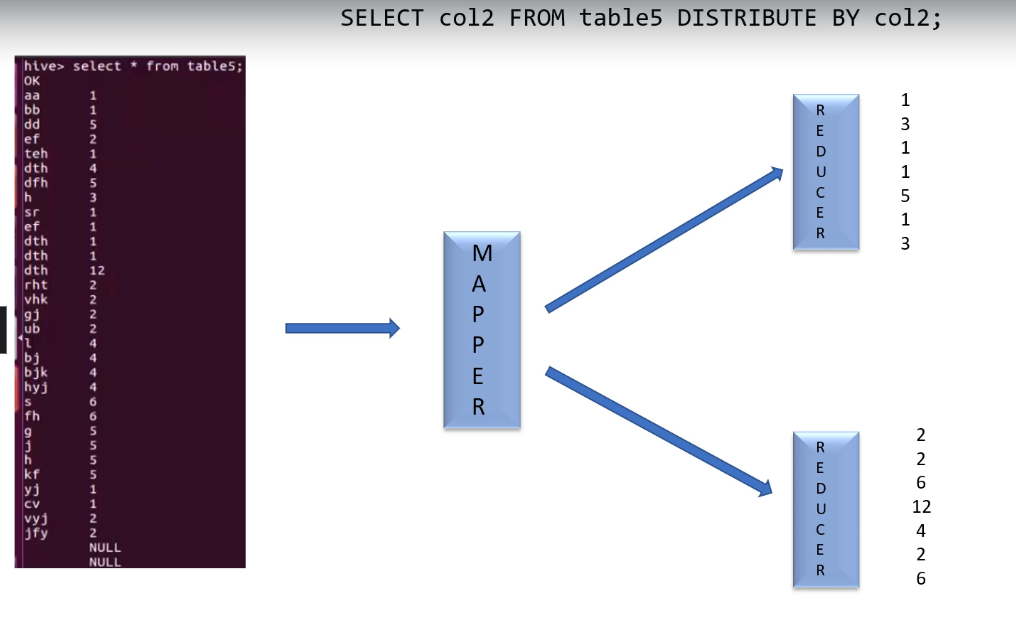 SELECT col2 FROM table5 DISTRIBUTE BY col2;
hive> select * from table5;
OK
aa 1
bb 1
dd 5
ef 2
teh 1
dth 4
dfh 5
h 3
sr 1
ef 1
dth 1
dth 1
dth 12
rht 2
vhk 2
gj 2
ub 2
l 4
bj 4
bjk 4
hyj 4
s 6
fh 6
g 5
j 5
h 5
kf 5
yj 1
cv 1
vyj 2
jfy 2
NULL
NULL
MAPPER
REDUCER
1
3
1
1
5
1
3
REDUCER
2
2
6
12
4
2
6